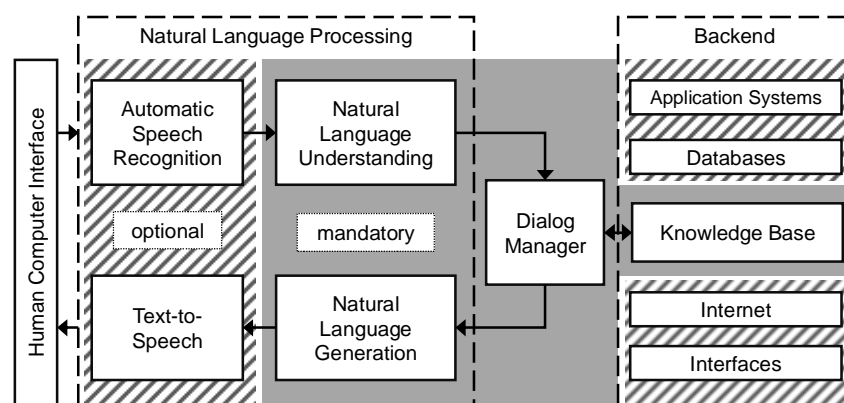 Natural Language Processing
Backend
Human Computer Interface
Automatic
Speech
Recognition
Natural
Language
Understanding
Application Systems
Databases
optional
mandatory
Dialog
Manager
Knowledge Base
Text-to-
Speech
Natural
Language
Generation
Internet
Interfaces